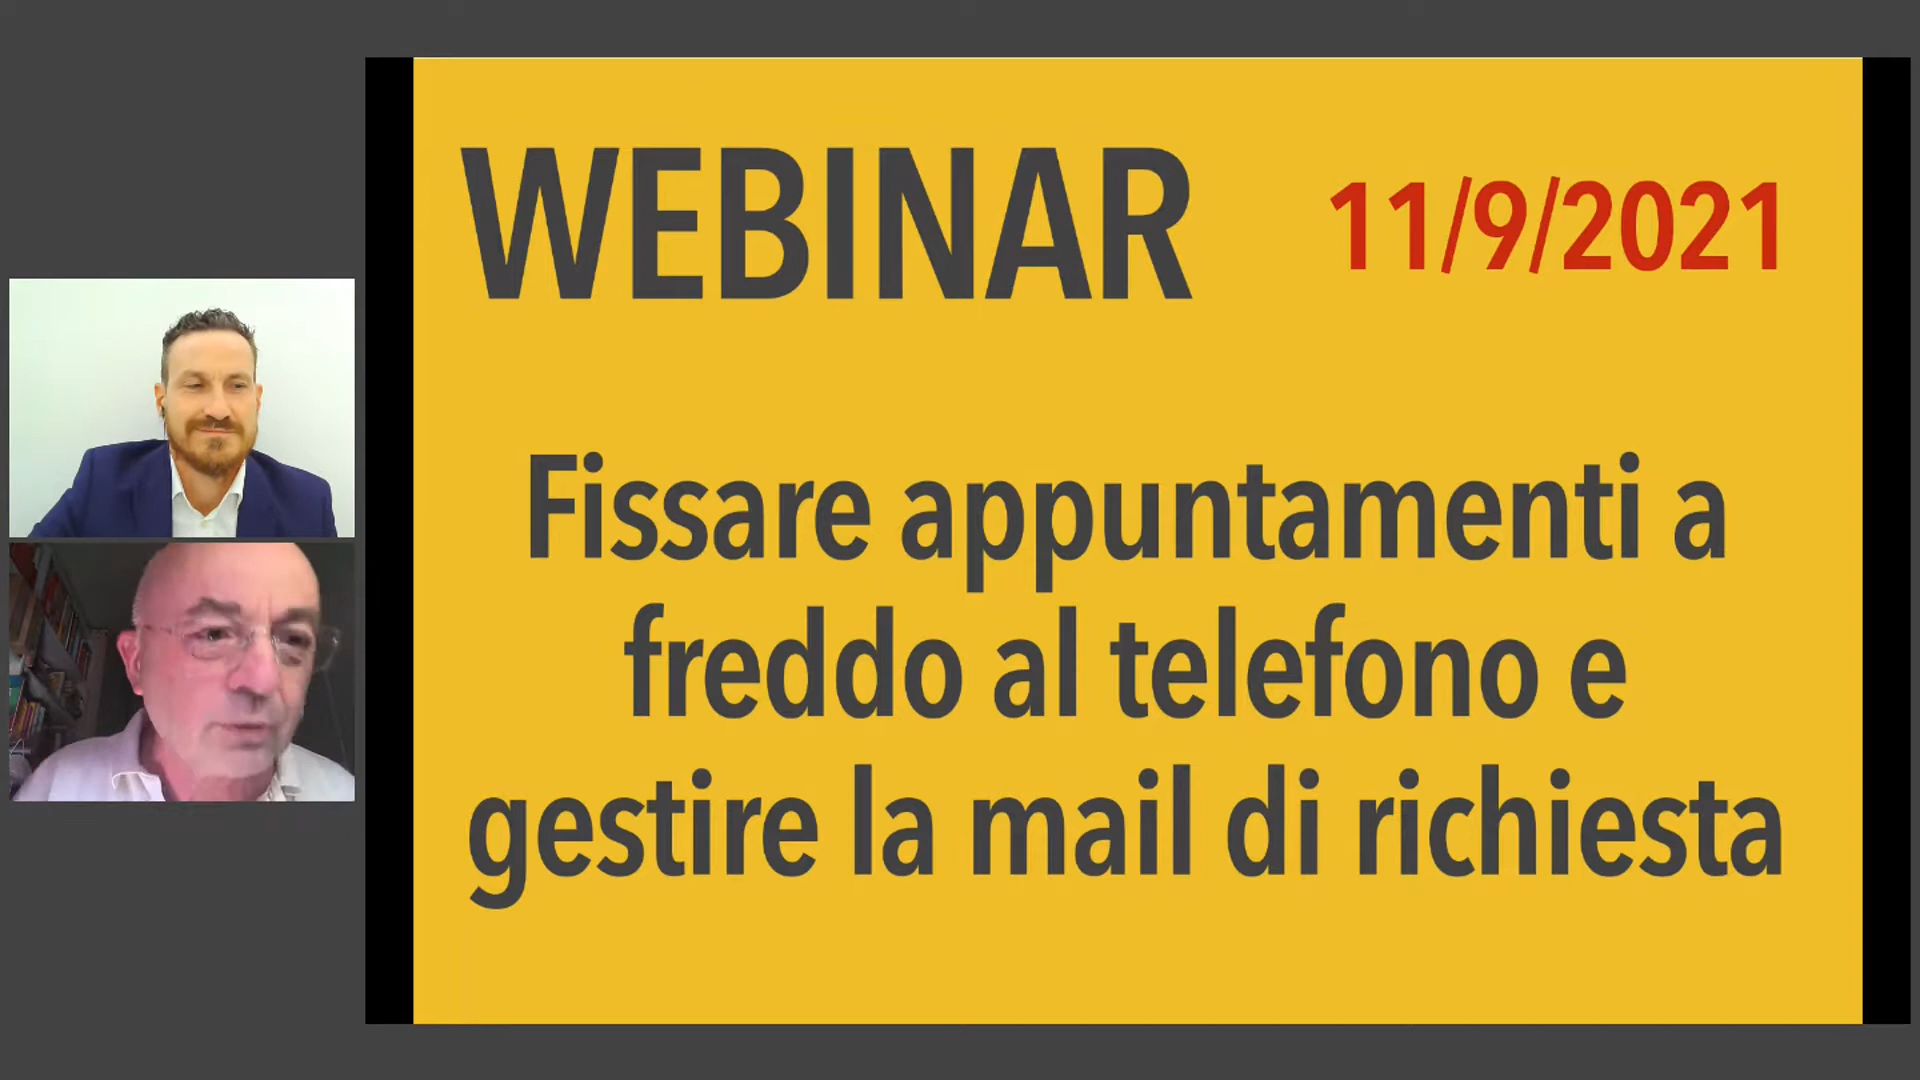 WEBINAR 11/9/2021
Fissare appuntamenti a
freddo al telefono e
gestire la mail di richiesta